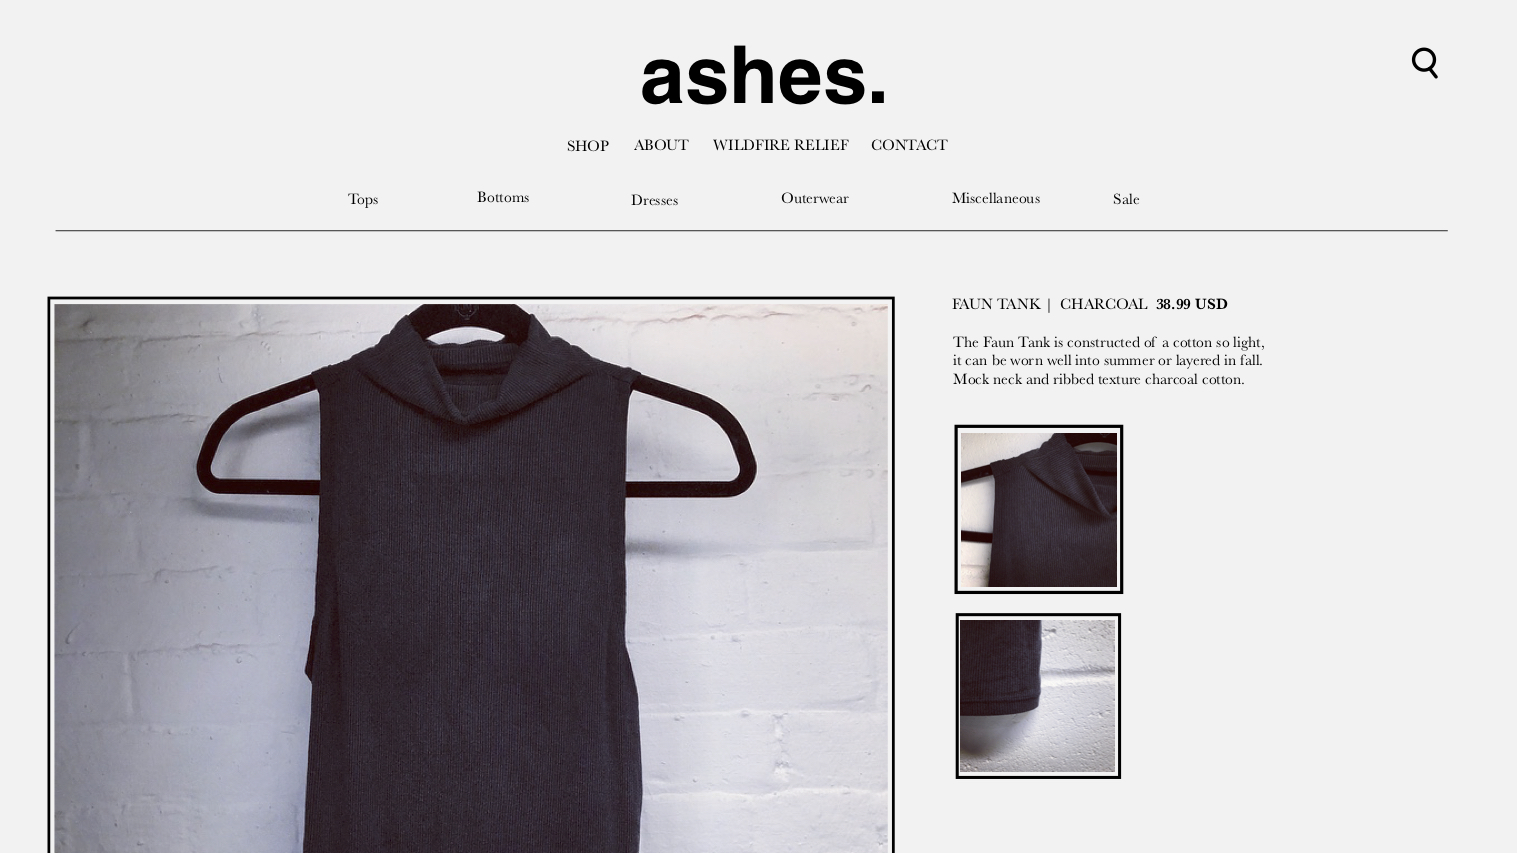 ashes.
SHOP ABOUT WILDFIRE RELIEF CONTACT
Tops Bottoms Dresses Outerwear Miscellaneous Sale
FAUN TANK | CHARCOAL 38.99 USD
The Faun Tank is constructed of a cotton so light,
it can be worn well into summer or layered in fall.
Mock neck and ribbed texture charcoal cotton.